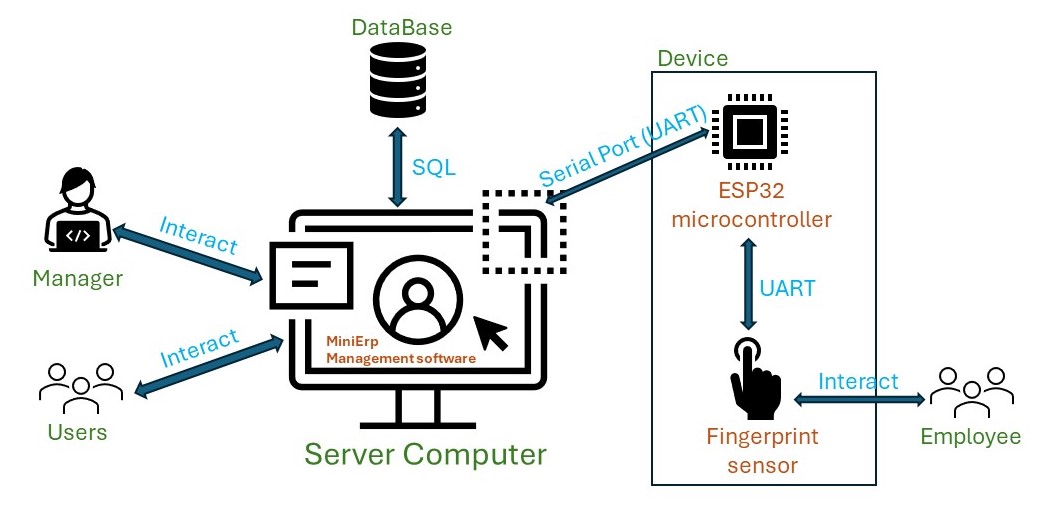 DataBase
Device
SQL
Serial Port (UART)
ESP32
microcontroller
Interact
Manager
UART
Interact
MiniErp
Management software
Interact
Users
Server Computer
Fingerprint
sensor
Employee